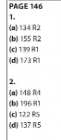 PAGE 146
1.
(a) 134 R2
(b) 155 R2
(c) 139 R1
(d) 173 R1
2.
(a) 148 R4
(b) 196 R1
(c) 122 R5
(d) 137 R5